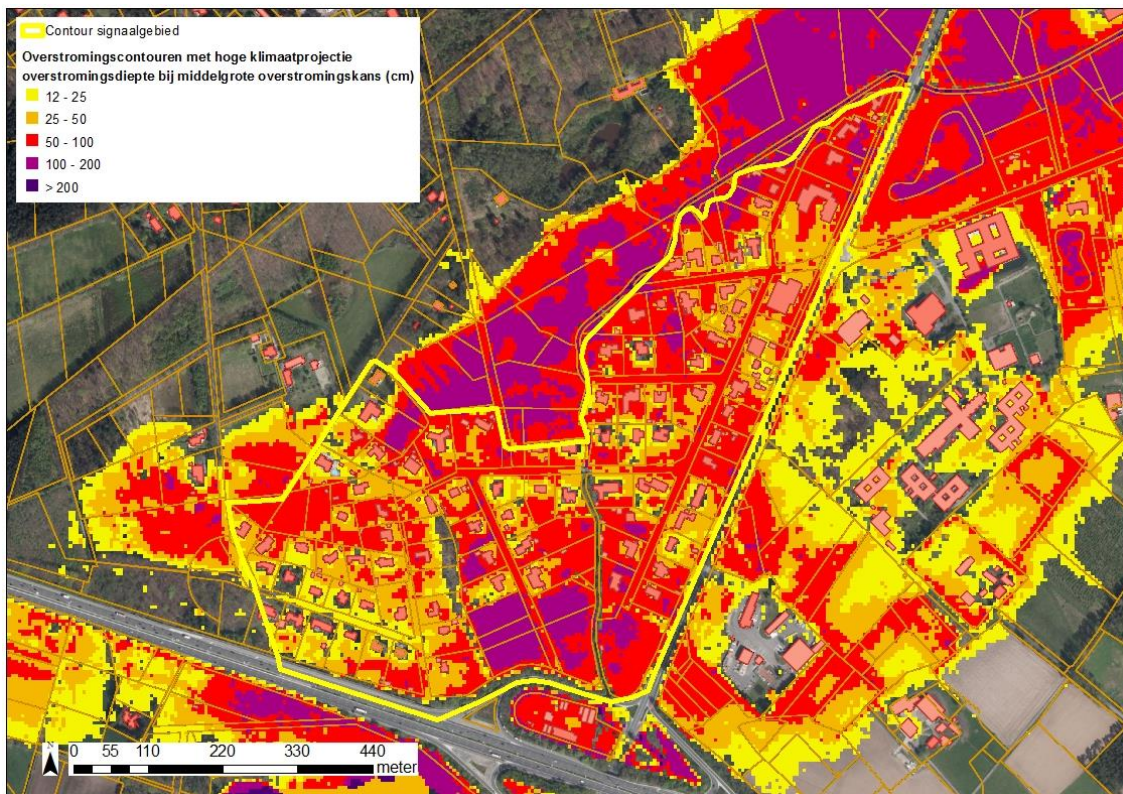 Contour signaalgebied
Overstromingscontouren met hoge klimaatprojectie
overstromingsdiepte bij middelgrote overstromingskans (cm)
12 - 25
25 - 50
50 - 100
100 - 200
> 200
0 55 110 220 330 440
meter